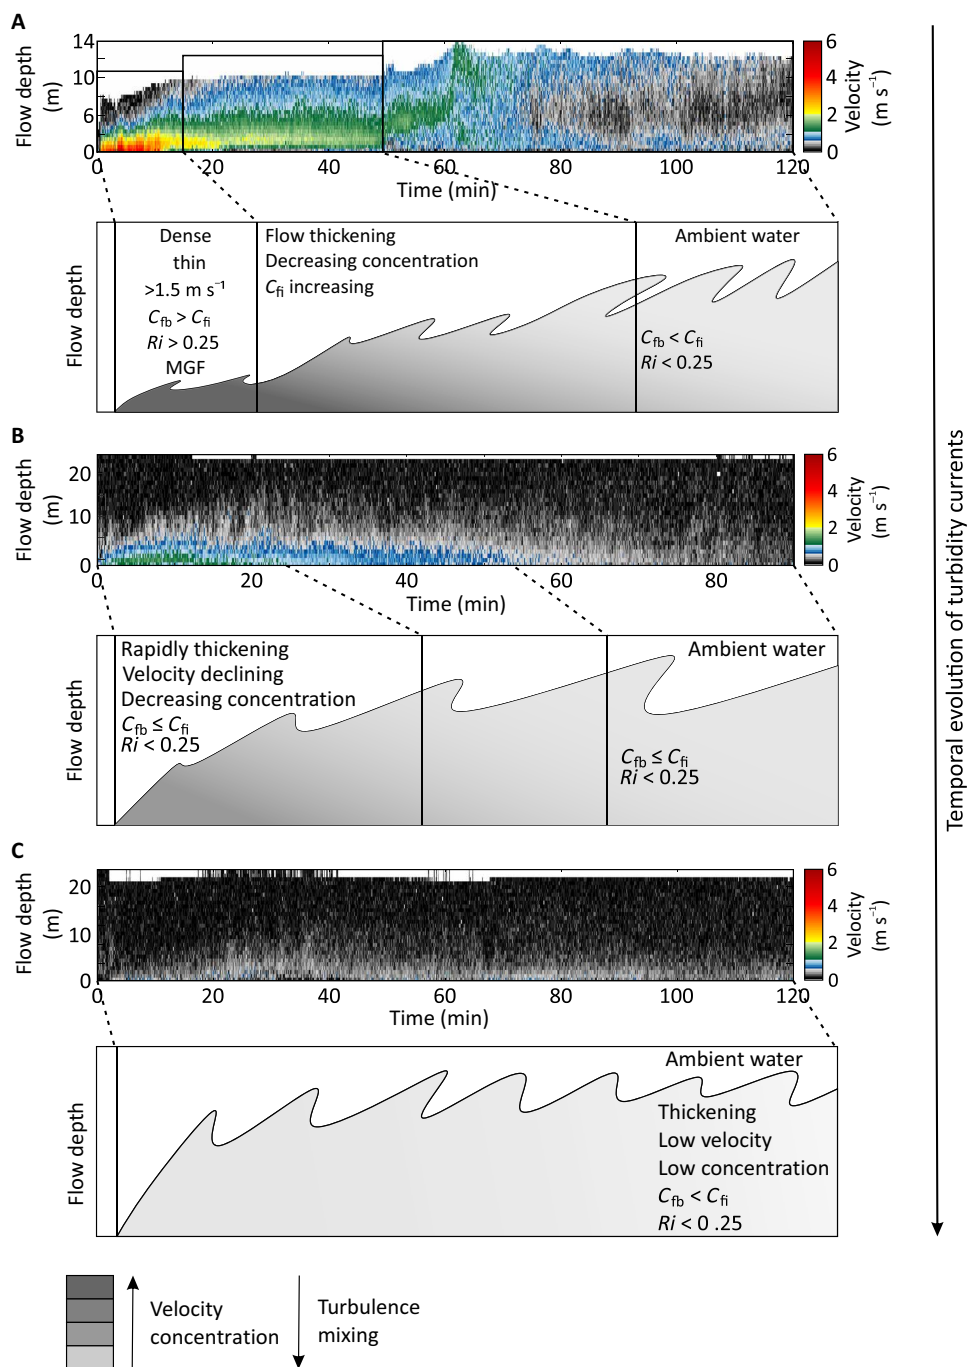 A
14
10
6
0
Flow depth
(m)
0
20
40
60
80
100
120
Time (min)
6
4
2
0
Velocity
(m s⁻¹)
Dense
thin
>1.5 m s⁻¹
Cfb > Cfi
Ri > 0.25
MGF
Flow thickening
Decreasing concentration
Cfi increasing
Ambient water
Cfb < Cfi
Ri < 0.25
Flow depth
B
20
10
0
Flow depth
(m)
0
20
40
60
80
Time (min)
6
4
2
0
Velocity
(m s⁻¹)
Rapidly thickening
Velocity declining
Decreasing concentration
Cfb ≤ Cfi
Ri < 0.25
Ambient water
Cfb ≤ Cfi
Ri < 0.25
Flow depth
C
20
10
0
Flow depth
(m)
0
20
40
60
80
100
120
Time (min)
6
4
2
0
Velocity
(m s⁻¹)
Ambient water
Thickening
Low velocity
Low concentration
Cfb < Cfi
Ri < 0 .25
Flow depth
Velocity
concentration
Turbulence
mixing
Temporal evolution of turbidity currents